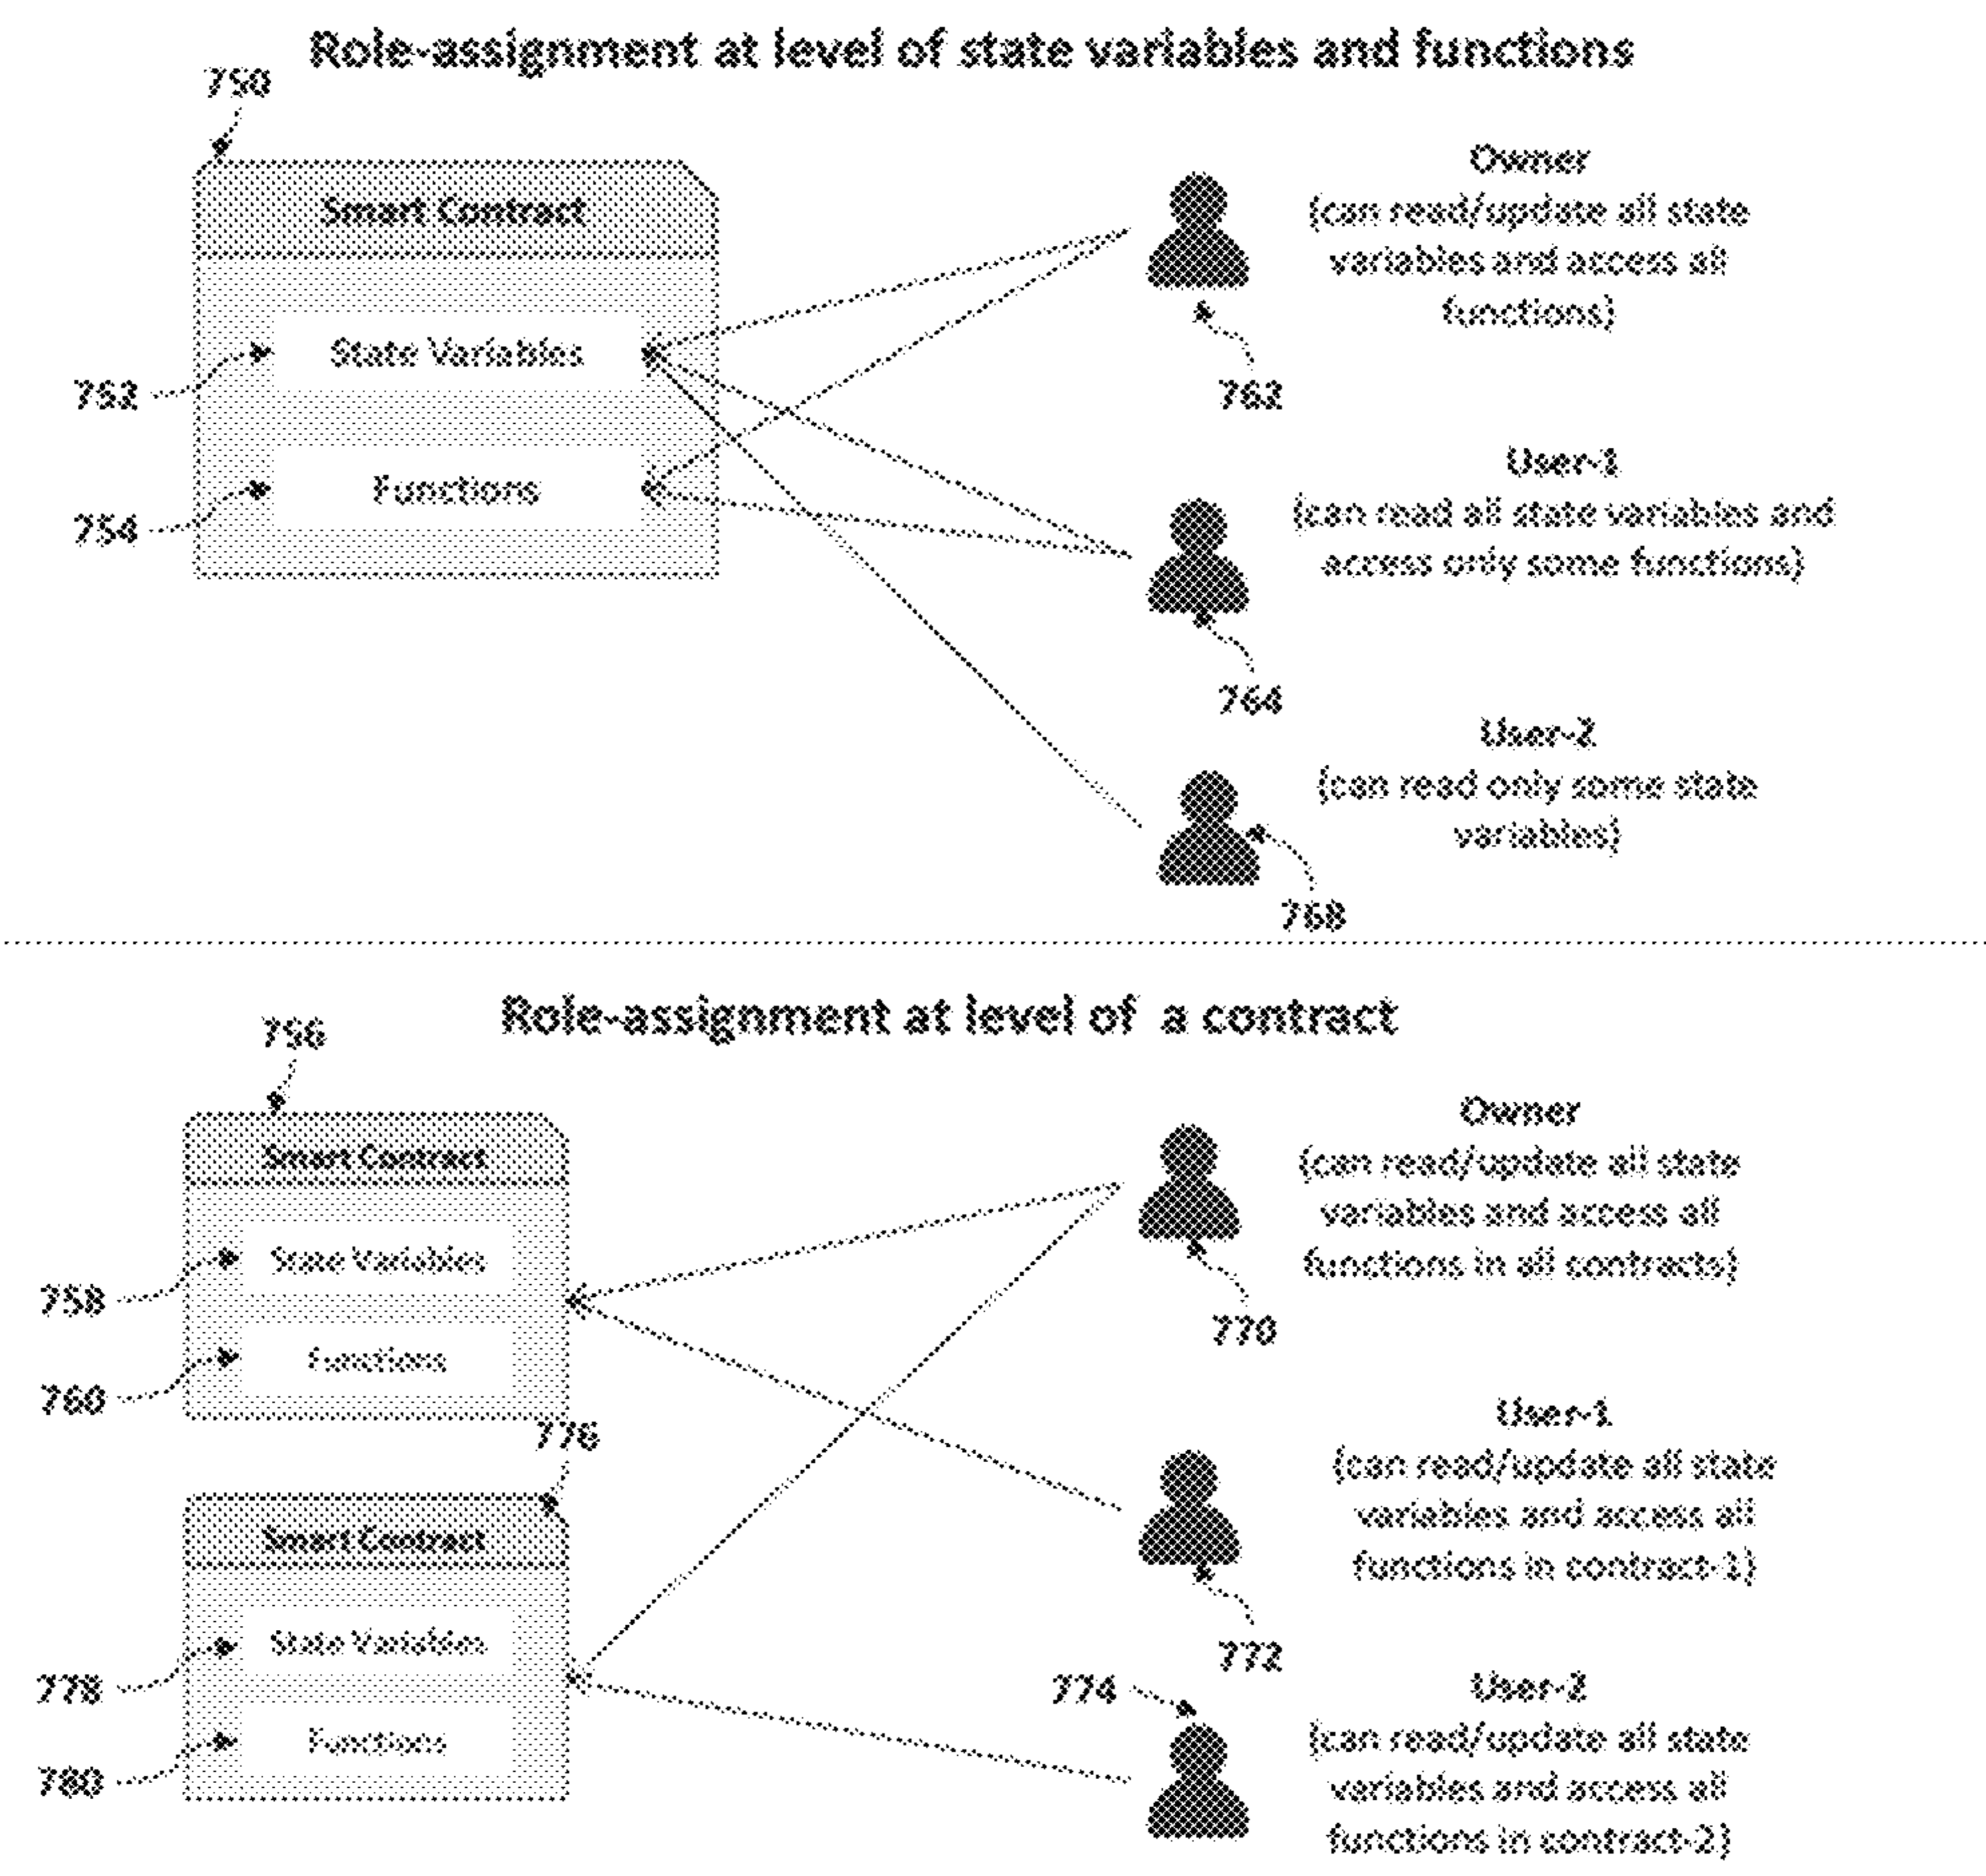 Role-assignment at level of state variables and functions
750
Smart Contract
State Variables
752
Functions
754
Owner
(can read/update all state
variables and access all
functions)
762
User-1
(can read all state variables and
access only some functions)
764
User-2
(can read only some state
variables)
768
Role-assignment at level of a contract
756
Smart Contract
State Variables
758
Functions
760
776
Smart Contract
State Variables
778
Functions
780
Owner
(can read/update all state
variables and access all
functions in all contracts)
770
User-1
(can read/update all state
variables and access all
functions in contract-1)
772
774
User-2
(can read/update all state
variables and access all
functions in contract-2)